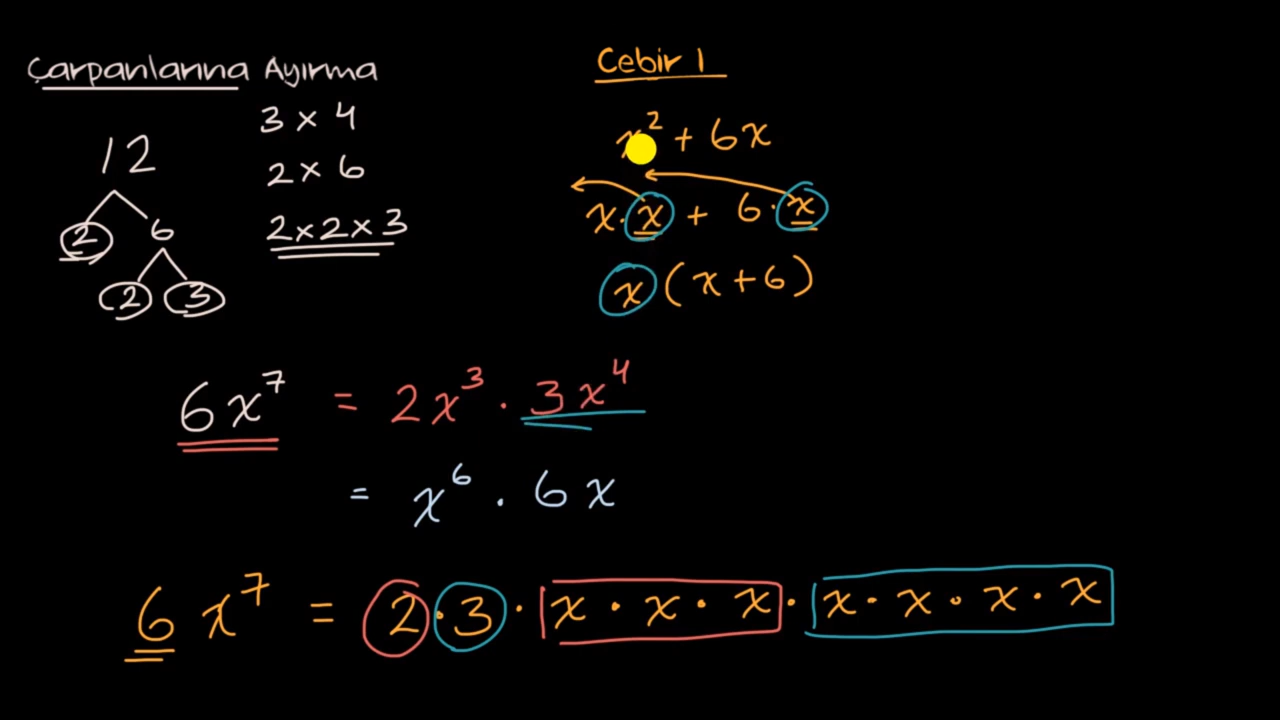 Çarpanlarına Ayırma
3 x 4
12
2 x 6
2 6
2 x 2 x 3
2 3
Cebir 1
x² + 6x
x · x + 6 · x
x (x + 6)
6x⁷ = 2x³ · 3x⁴
= x⁶ · 6x
6x⁷ = 2 · 3 · x · x · x · x · x · x · x